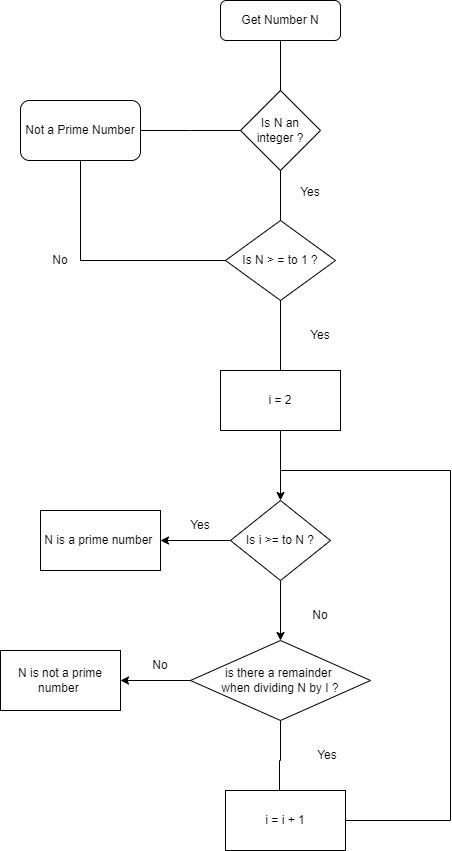 Get Number N
Is N an
integer ?
Not a Prime Number
Yes
Is N > = to 1 ?
No
Yes
i = 2
Is i >= to N ?
Yes
N is a prime number
No
is there a remainder
when dividing N by I ?
No
N is not a prime
number
Yes
i = i + 1